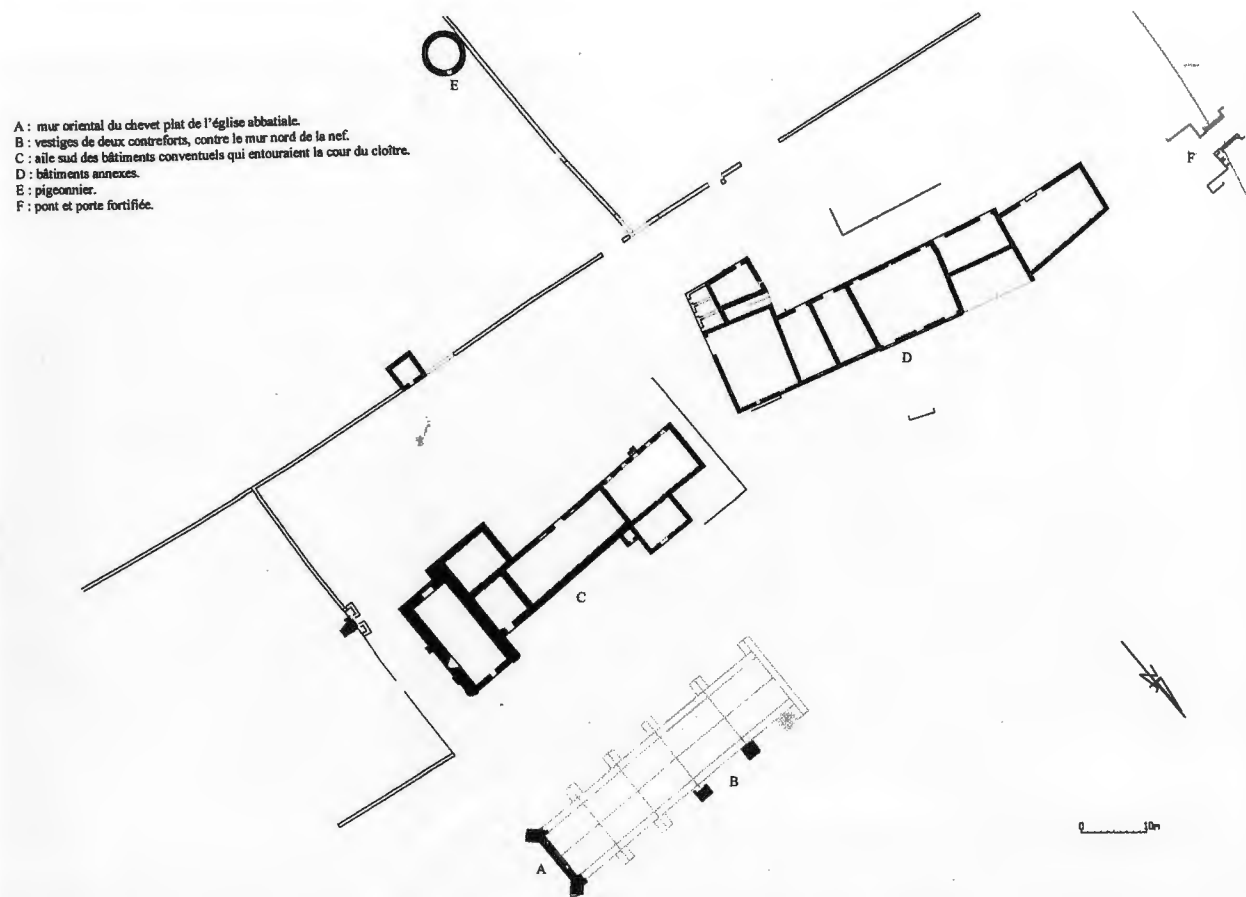 A : mur oriental du chevet plat de l'église abbatiale.
B : vestiges de deux contreforts, contre le mur nord de la nef.
C : aile sud des bâtiments conventuels qui entouraient la cour du cloître.
D : bâtiments annexes.
E : pigeonnier.
F : pont et porte fortifiée.
E
F
D
C
B
A
0 10m